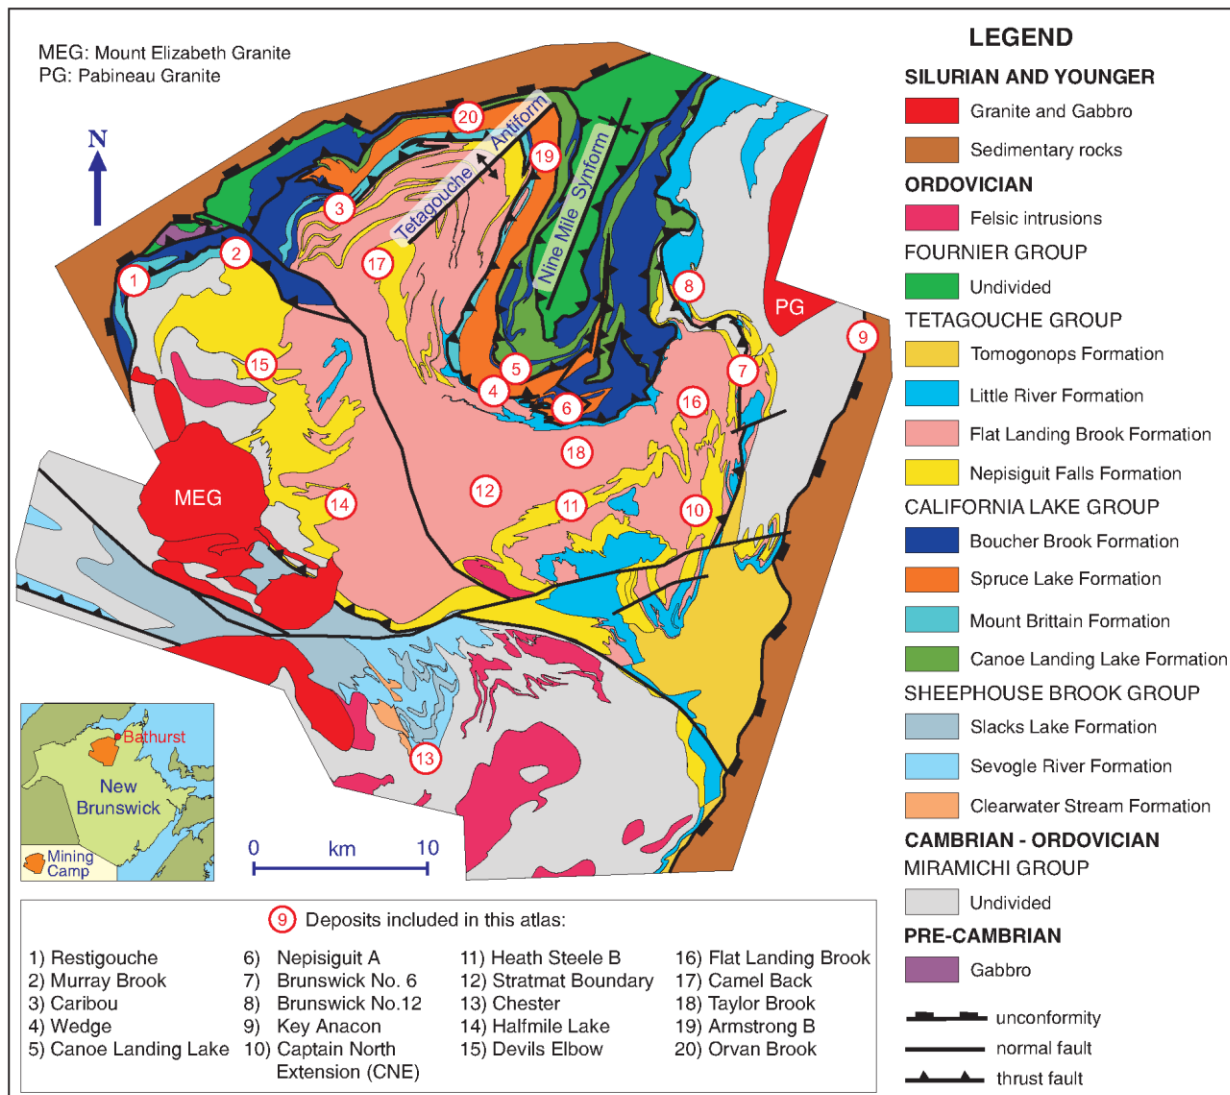 MEG: Mount Elizabeth Granite
PG: Pabineau Granite
N
Tetagouche Antiform
Nine Mile Synform
MEG
PG
1
2
3
4
5
6
7
8
9
10
11
12
13
14
15
16
17
18
19
20
Bathurst
New
Brunswick
Mining
Camp
0 km 10
LEGEND
SILURIAN AND YOUNGER
Granite and Gabbro
Sedimentary rocks
ORDOVICIAN
Felsic intrusions
FOURNIER GROUP
Undivided
TETAGOUCHE GROUP
Tomogonops Formation
Little River Formation
Flat Landing Brook Formation
Nepisiguit Falls Formation
CALIFORNIA LAKE GROUP
Boucher Brook Formation
Spruce Lake Formation
Mount Brittain Formation
Canoe Landing Lake Formation
SHEEPHOUSE BROOK GROUP
Slacks Lake Formation
Sevogle River Formation
Clearwater Stream Formation
CAMBRIAN - ORDOVICIAN
MIRAMICHI GROUP
Undivided
PRE-CAMBRIAN
Gabbro
unconformity
normal fault
thrust fault
9 Deposits included in this atlas:
1) Restigouche
2) Murray Brook
3) Caribou
4) Wedge
5) Canoe Landing Lake
6) Nepisiguit A
7) Brunswick No. 6
8) Brunswick No.12
9) Key Anacon
10) Captain North
Extension (CNE)
11) Heath Steele B
12) Stratmat Boundary
13) Chester
14) Halfmile Lake
15) Devils Elbow
16) Flat Landing Brook
17) Camel Back
18) Taylor Brook
19) Armstrong B
20) Orvan Brook